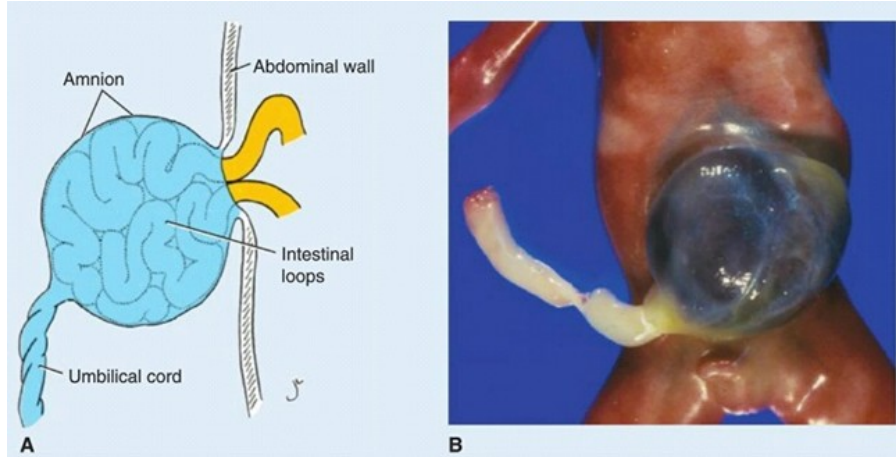 Amnion
Abdominal wall
Intestinal
loops
Umbilical cord
A
B